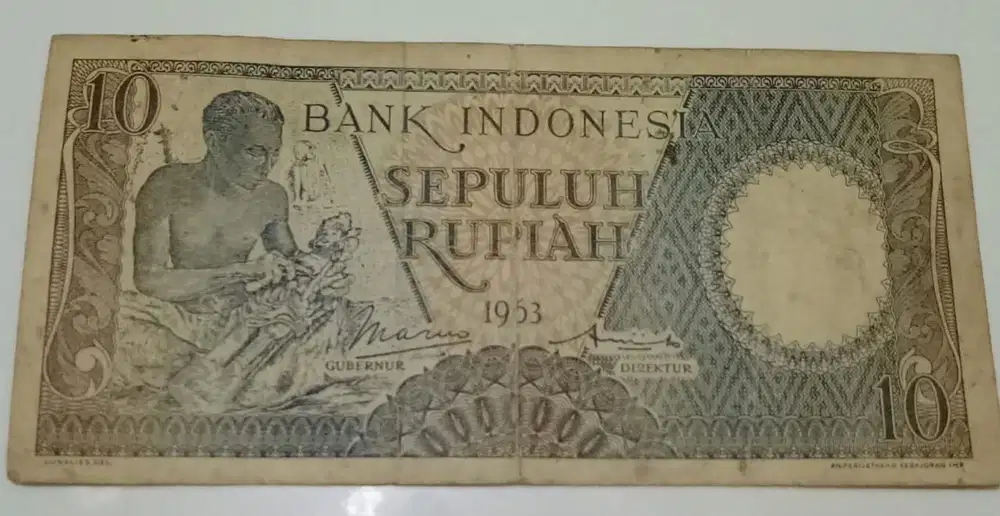 10
BANK INDONESIA
SEPULUH
RUPIAH
1963
GUBERNUR
DIREKTUR
10